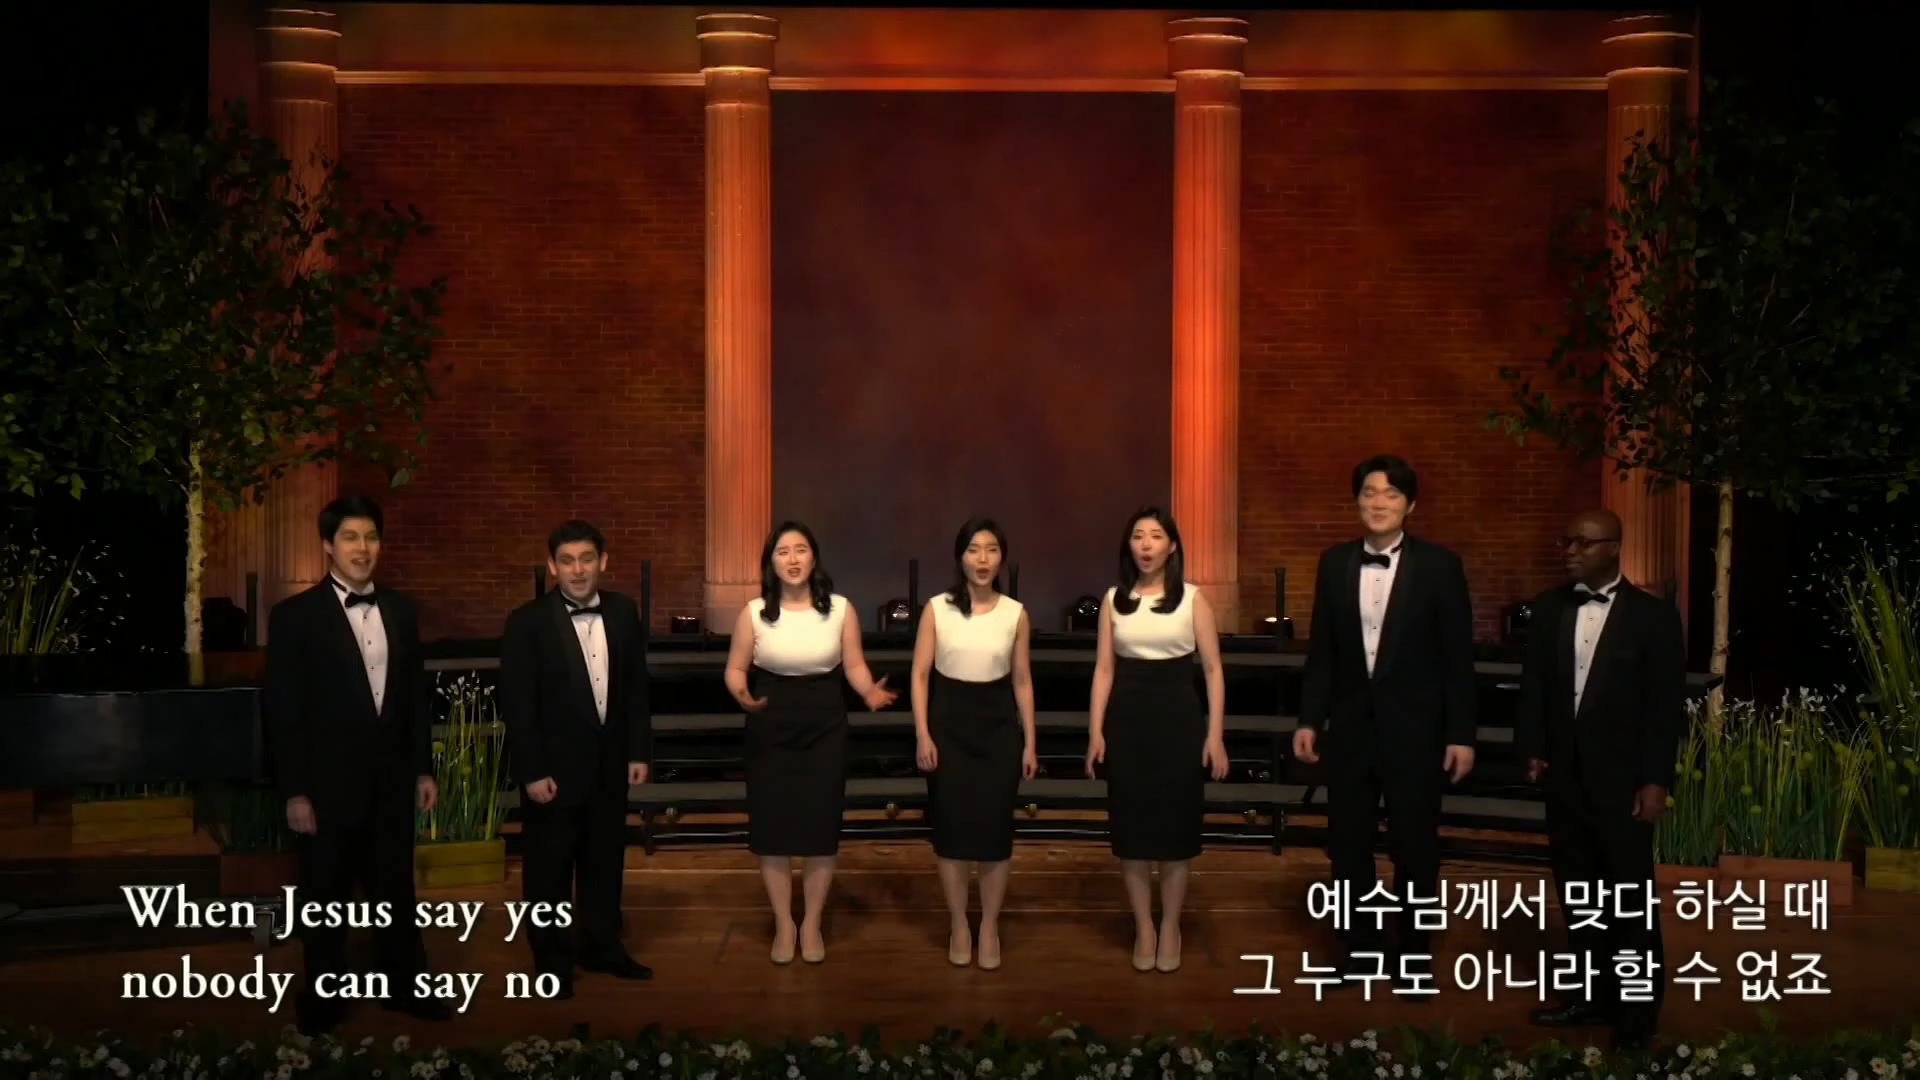 When Jesus say yes
nobody can say no
예수님께서 맞다 하실 때
그 누구도 아니라 할 수 없죠